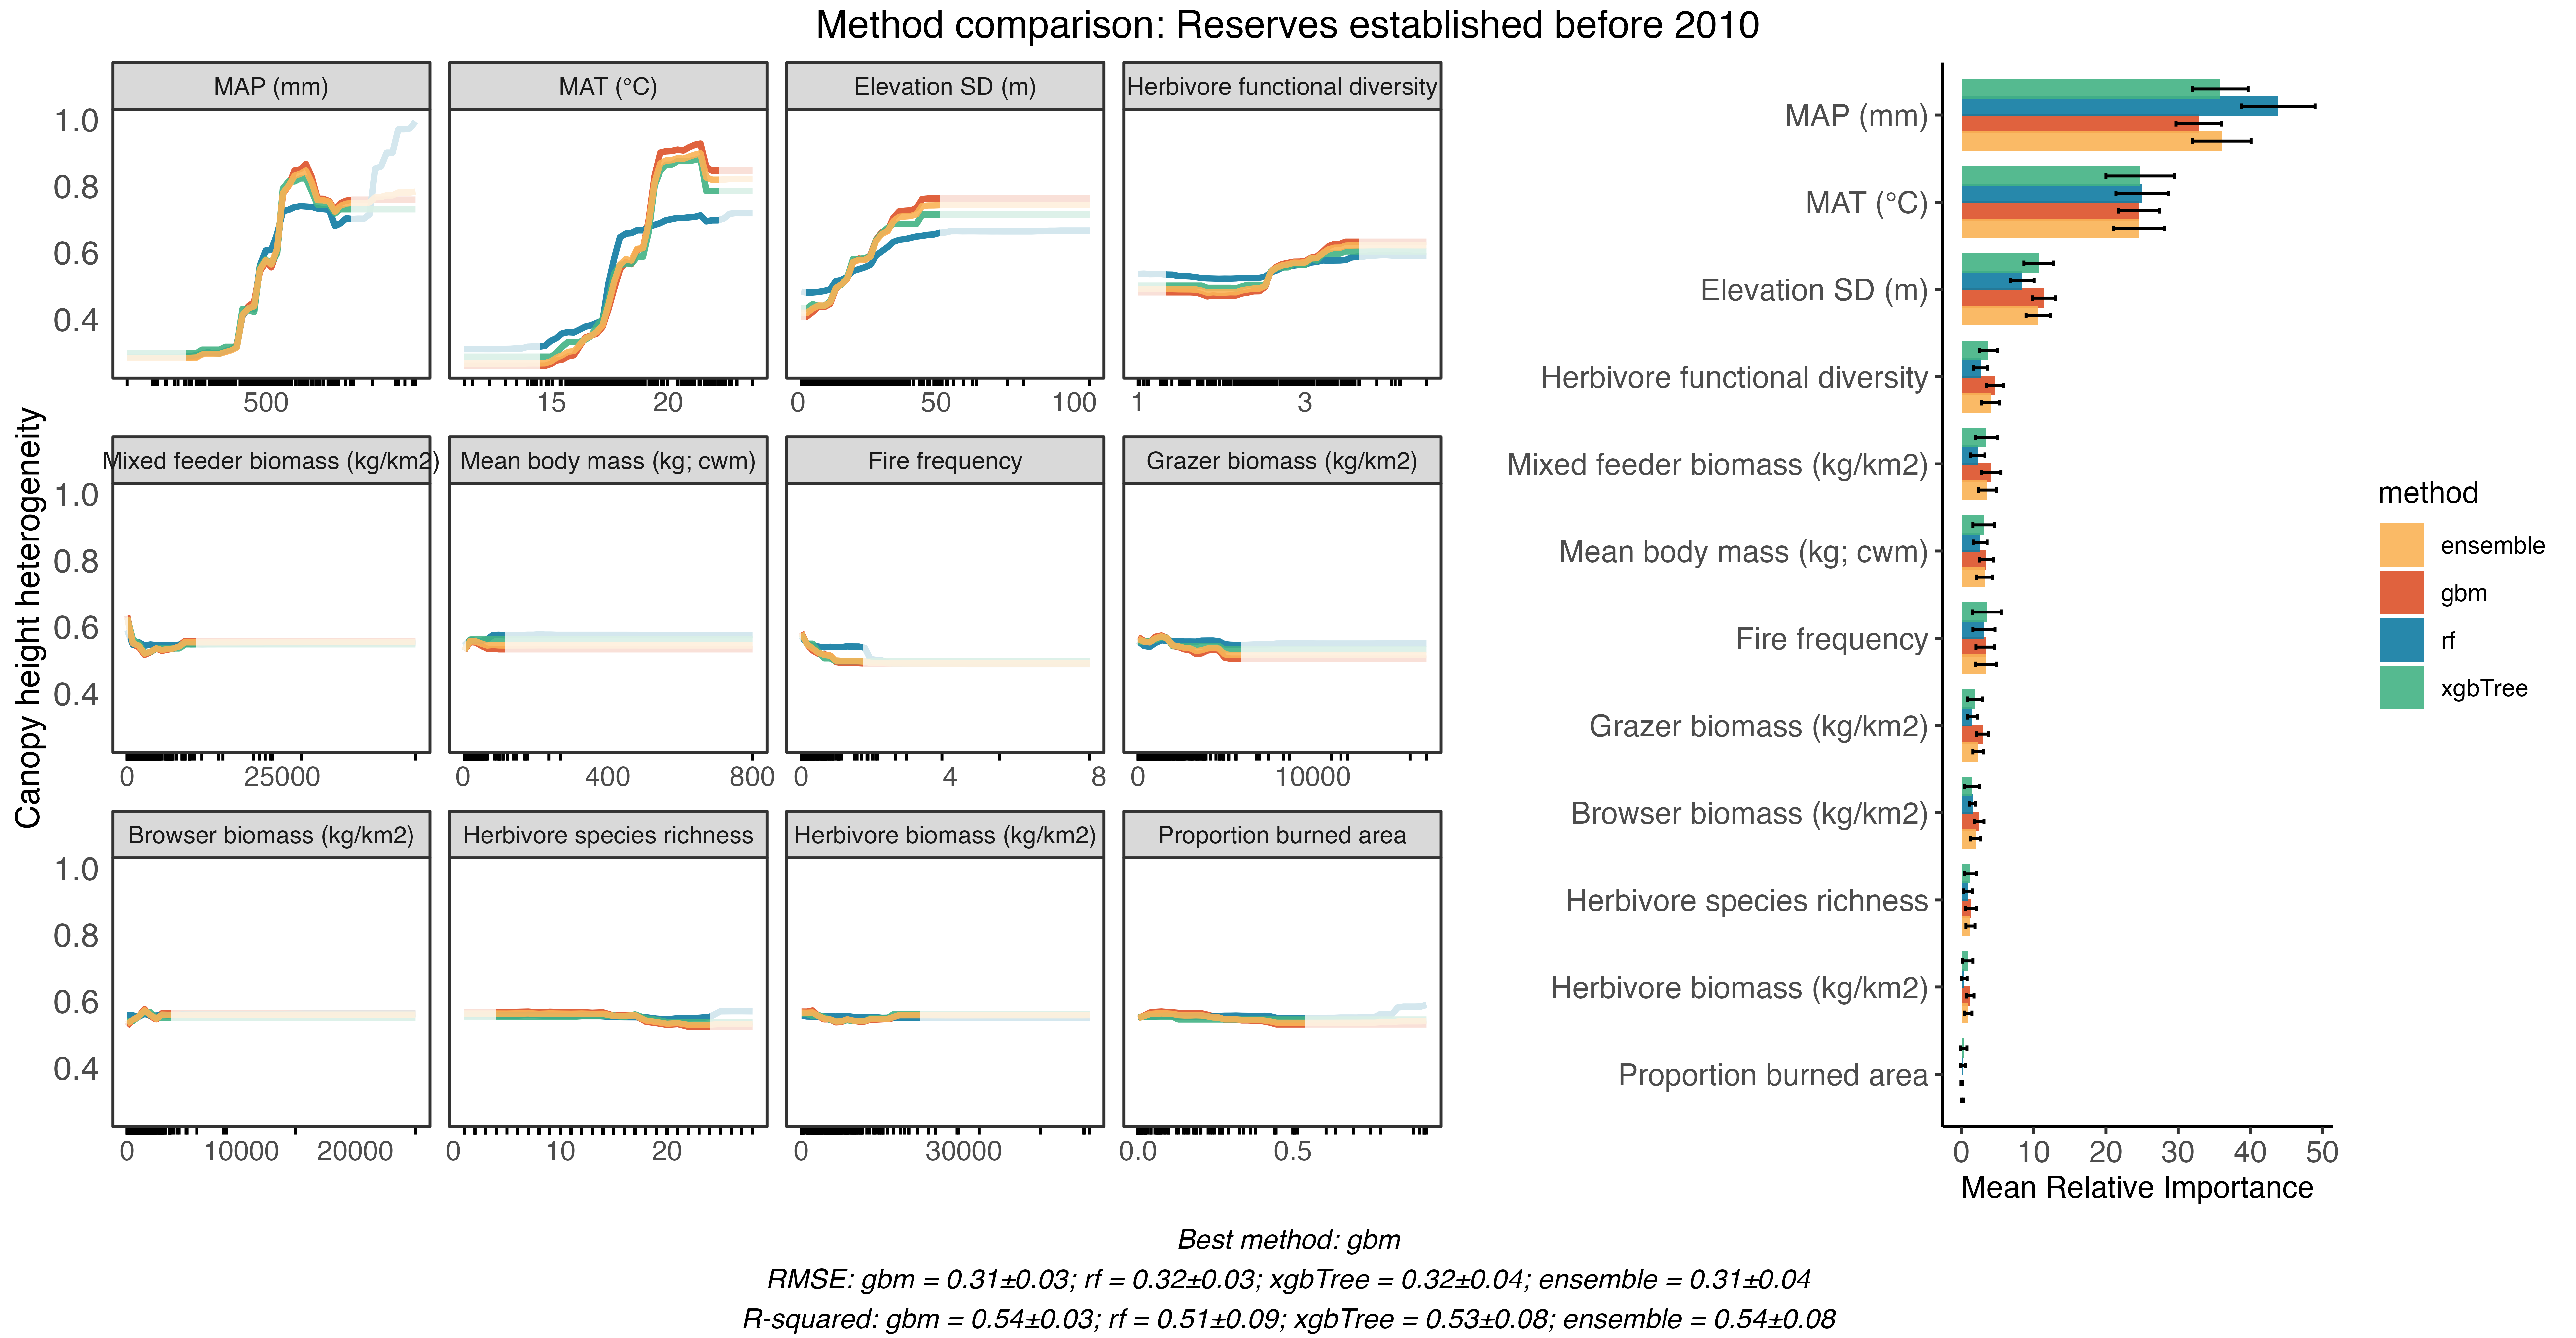 Method comparison: Reserves established before 2010
Canopy height heterogeneity
MAP (mm)
MAT (°C)
Elevation SD (m)
Herbivore functional diversity
1.0
0.8
0.6
0.4
500
15 20
0 50 100
1 3
Mixed feeder biomass (kg/km2)
Mean body mass (kg; cwm)
Fire frequency
Grazer biomass (kg/km2)
1.0
0.8
0.6
0.4
0 25000
0 400 800
0 4 8
0 10000
Browser biomass (kg/km2)
Herbivore species richness
Herbivore biomass (kg/km2)
Proportion burned area
1.0
0.8
0.6
0.4
0 10000 20000
0 10 20
0 30000
0.0 0.5
MAP (mm)
MAT (°C)
Elevation SD (m)
Herbivore functional diversity
Mixed feeder biomass (kg/km2)
Mean body mass (kg; cwm)
Fire frequency
Grazer biomass (kg/km2)
Browser biomass (kg/km2)
Herbivore species richness
Herbivore biomass (kg/km2)
Proportion burned area
0 10 20 30 40 50
Mean Relative Importance
method
ensemble
gbm
rf
xgbTree
Best method: gbm
RMSE: gbm = 0.31±0.03; rf = 0.32±0.03; xgbTree = 0.32±0.04; ensemble = 0.31±0.04
R-squared: gbm = 0.54±0.03; rf = 0.51±0.09; xgbTree = 0.53±0.08; ensemble = 0.54±0.08